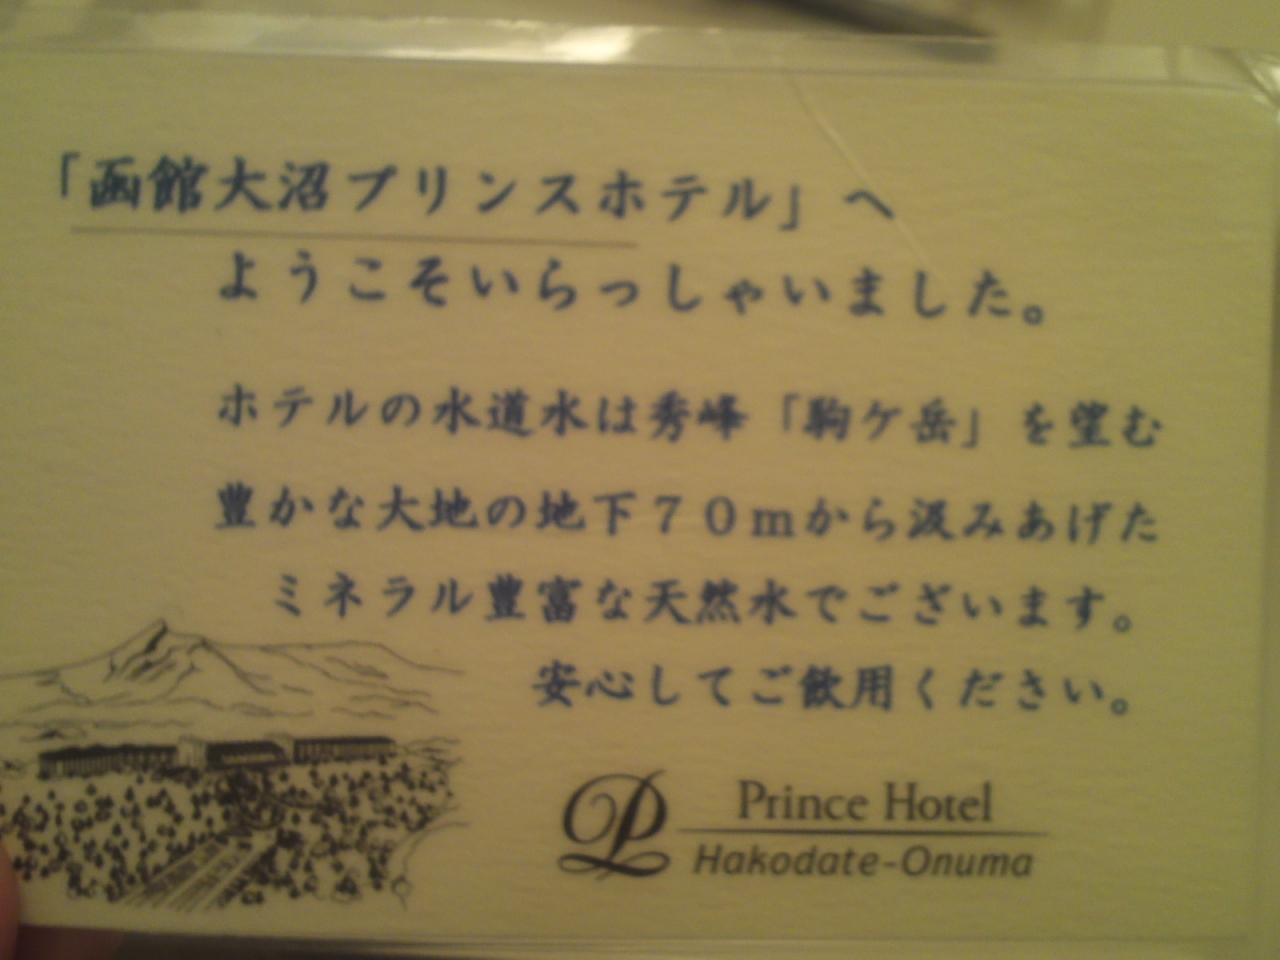 「函館大沼プリンスホテル」へ
ようこそいらっしゃいました。
ホテルの水道水は秀峰「駒ケ岳」を望む
豊かな大地の地下７０ｍから汲みあげた
ミネラル豊富な天然水でございます。
安心してご飲用ください。
Prince Hotel
Hakodate-Onuma